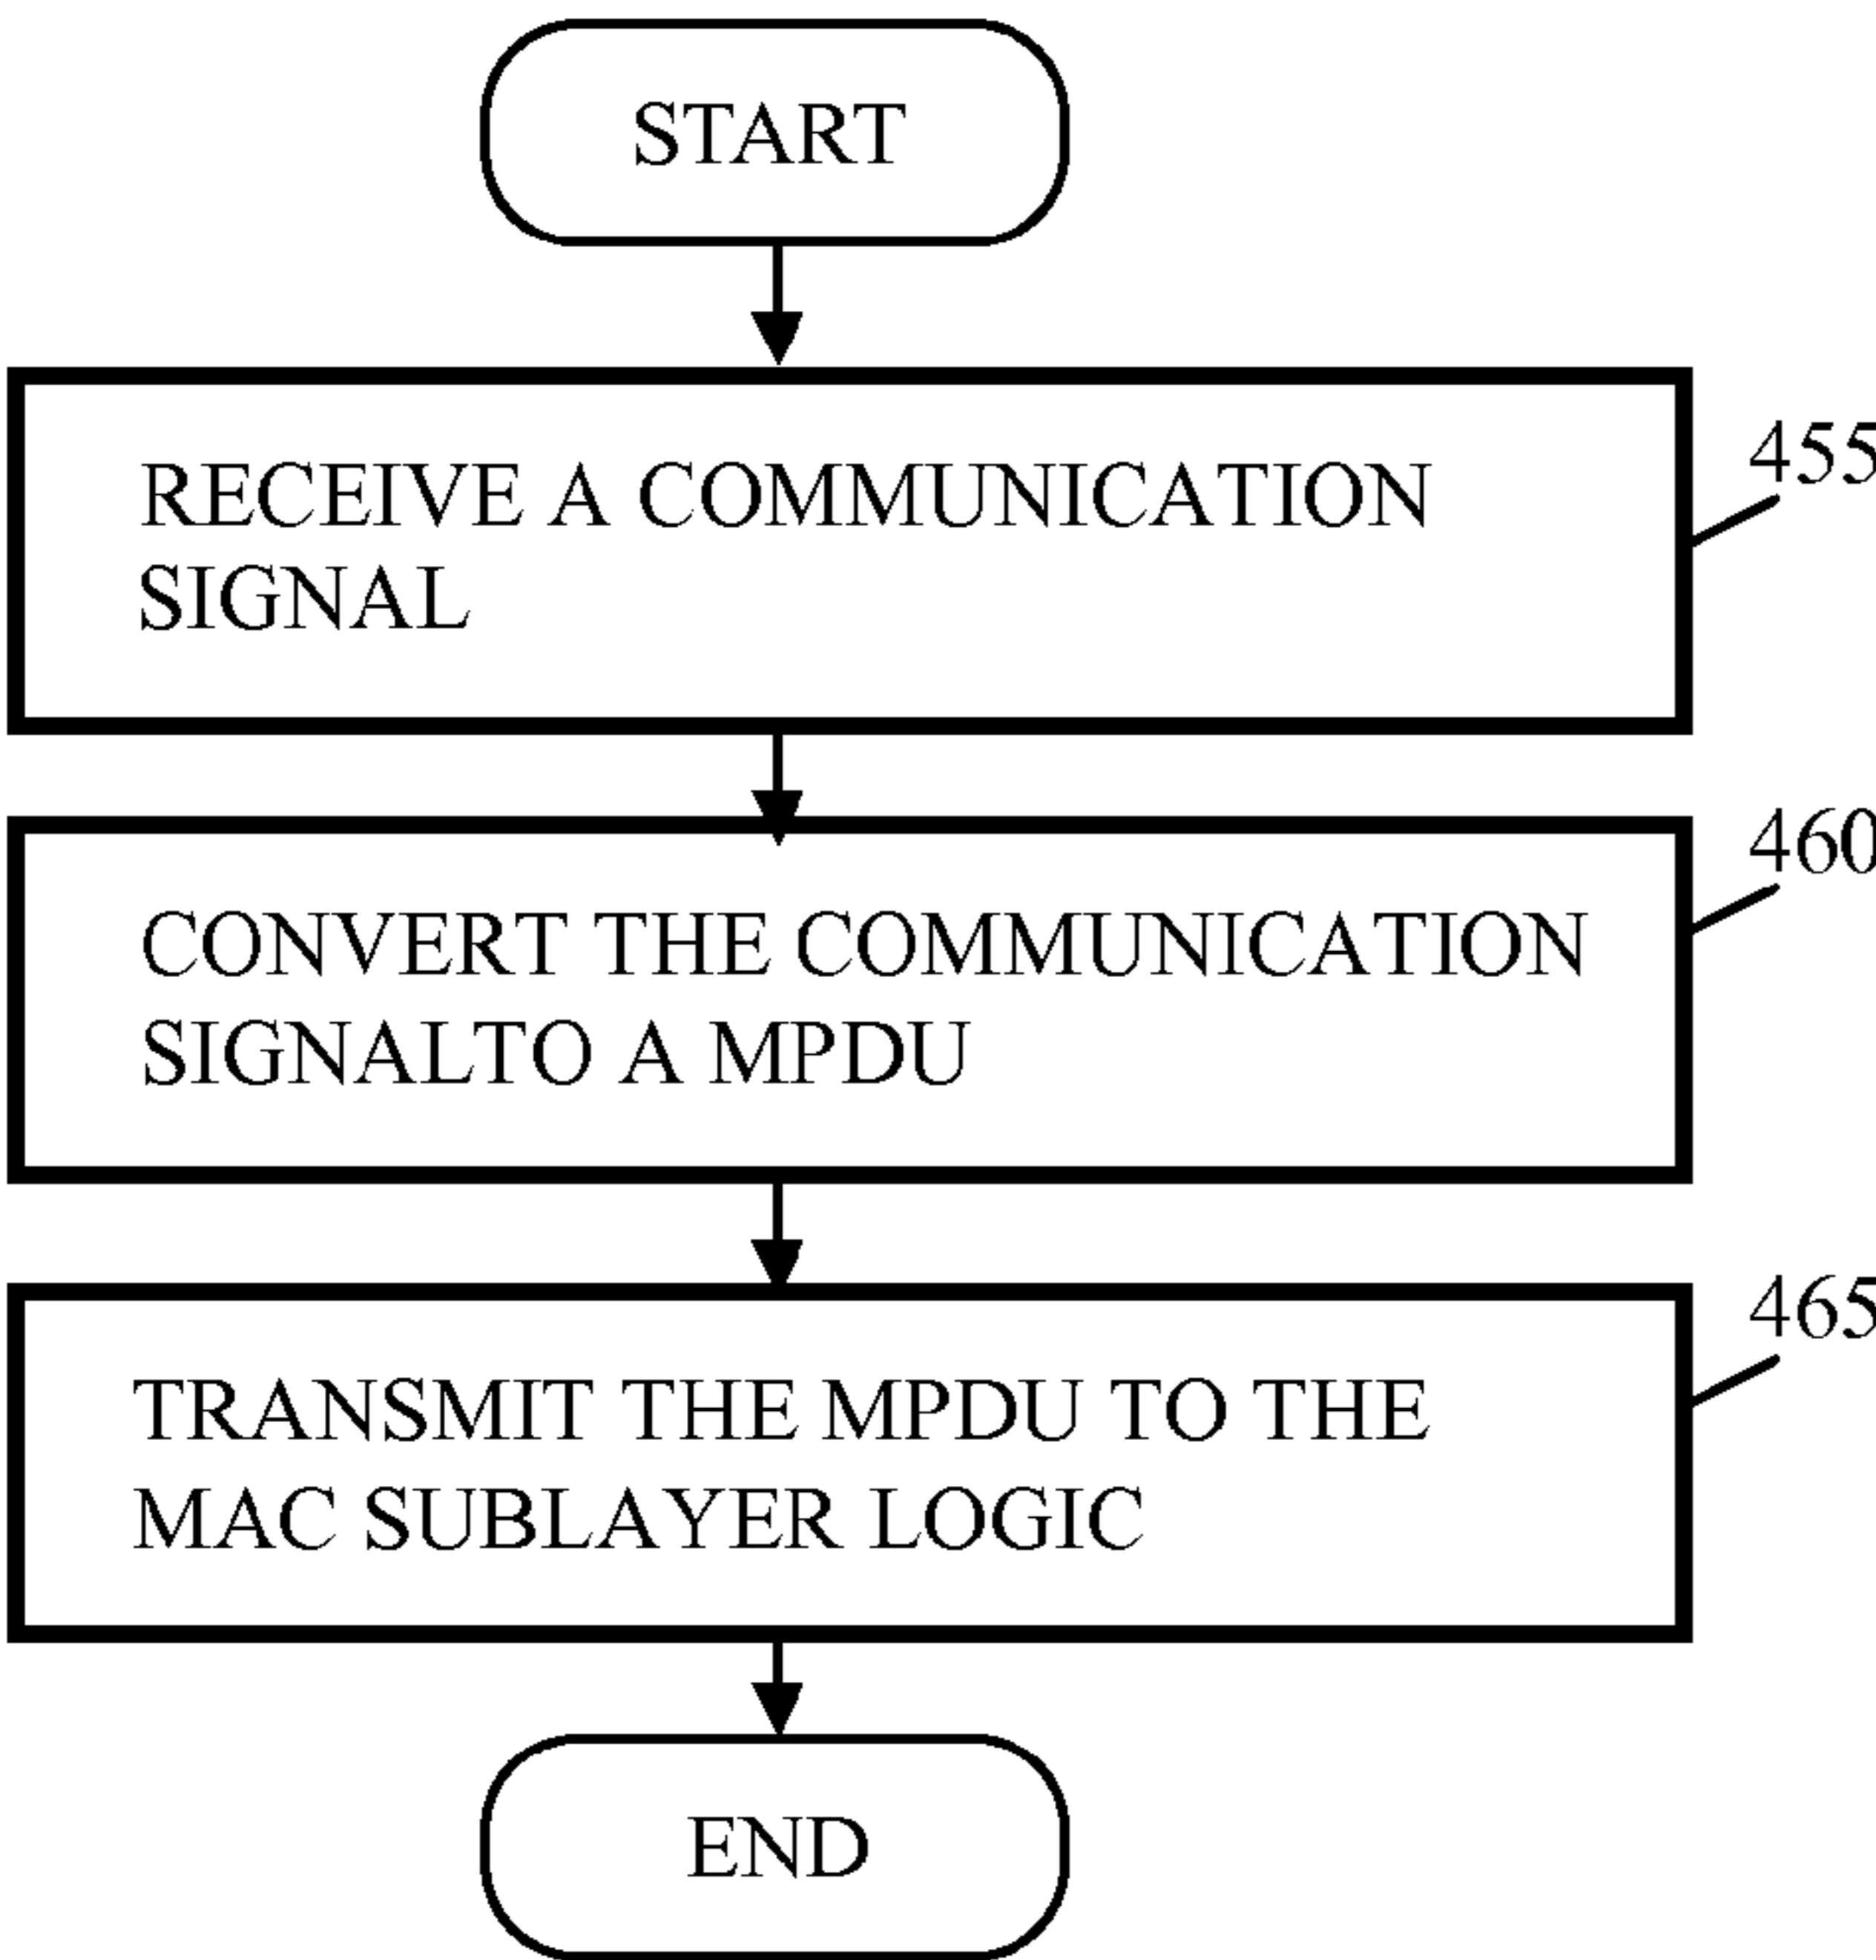 START
RECEIVE A COMMUNICATION
SIGNAL
455
CONVERT THE COMMUNICATION
SIGNALTO A MPDU
460
TRANSMIT THE MPDU TO THE
MAC SUBLAYER LOGIC
465
END